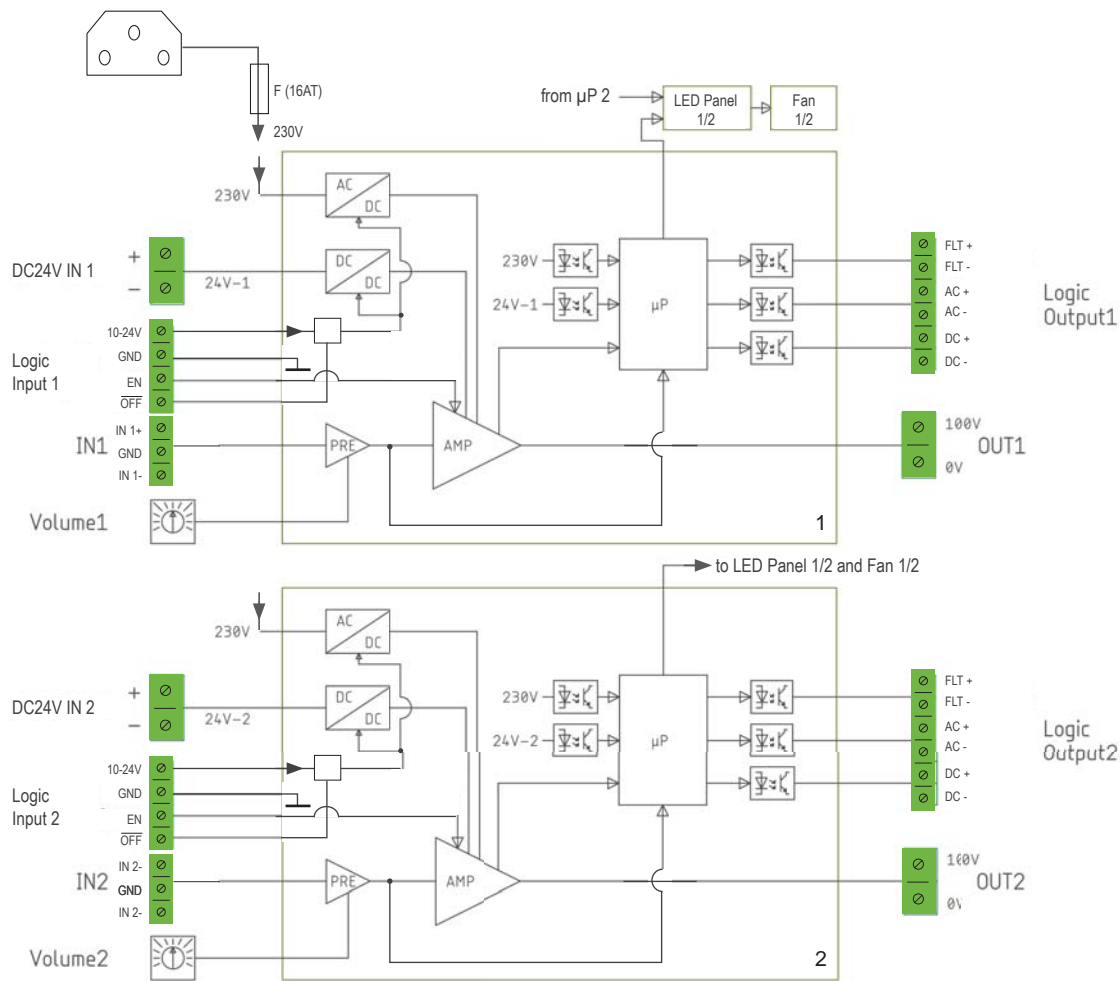 F (16AT)
230V
from µP 2
LED Panel
1/2
Fan
1/2
230V
AC
DC
DC24V IN 1
+
−
24V-1
DC
DC
230V
24V-1
µP
FLT +
FLT -
AC +
AC -
DC +
DC -
Logic
Output1
Logic
Input 1
10-24V
GND
EN
OFF
IN1
IN 1+
GND
IN 1-
PRE
AMP
100V
0V
OUT1
Volume1
1
to LED Panel 1/2 and Fan 1/2
230V
AC
DC
DC24V IN 2
+
−
24V-2
DC
DC
230V
24V-2
µP
FLT +
FLT -
AC +
AC -
DC +
DC -
Logic
Output2
Logic
Input 2
10-24V
GND
EN
OFF
IN2
IN 2-
GND
IN 2-
PRE
AMP
100V
0V
OUT2
Volume2
2